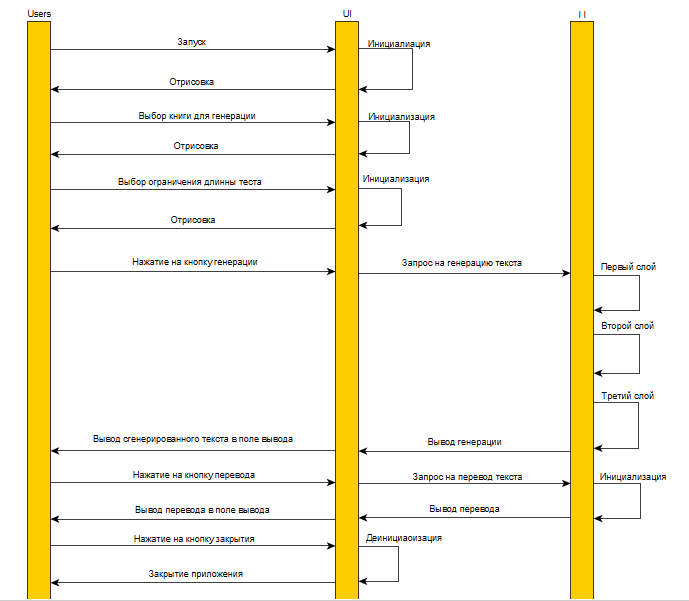 Users
UI
Запуск
Инициалиация
Отрисовка
Выбор книги для генерации
Инициализация
Отрисовка
Выбор ограничения длинны теста
Инициализация
Отрисовка
Нажатие на кнопку генерации
Запрос на генерацию текста
Первый слой
Второй слой
Третий слой
Вывод сгенерированного текста в поле вывода
Вывод генерации
Нажатие на кнопку перевода
Запрос на перевод текста
Инициализация
Вывод перевода в поле вывода
Вывод перевода
Нажатие на кнопку закрытия
Деинициаоизация
Закрытие приложения